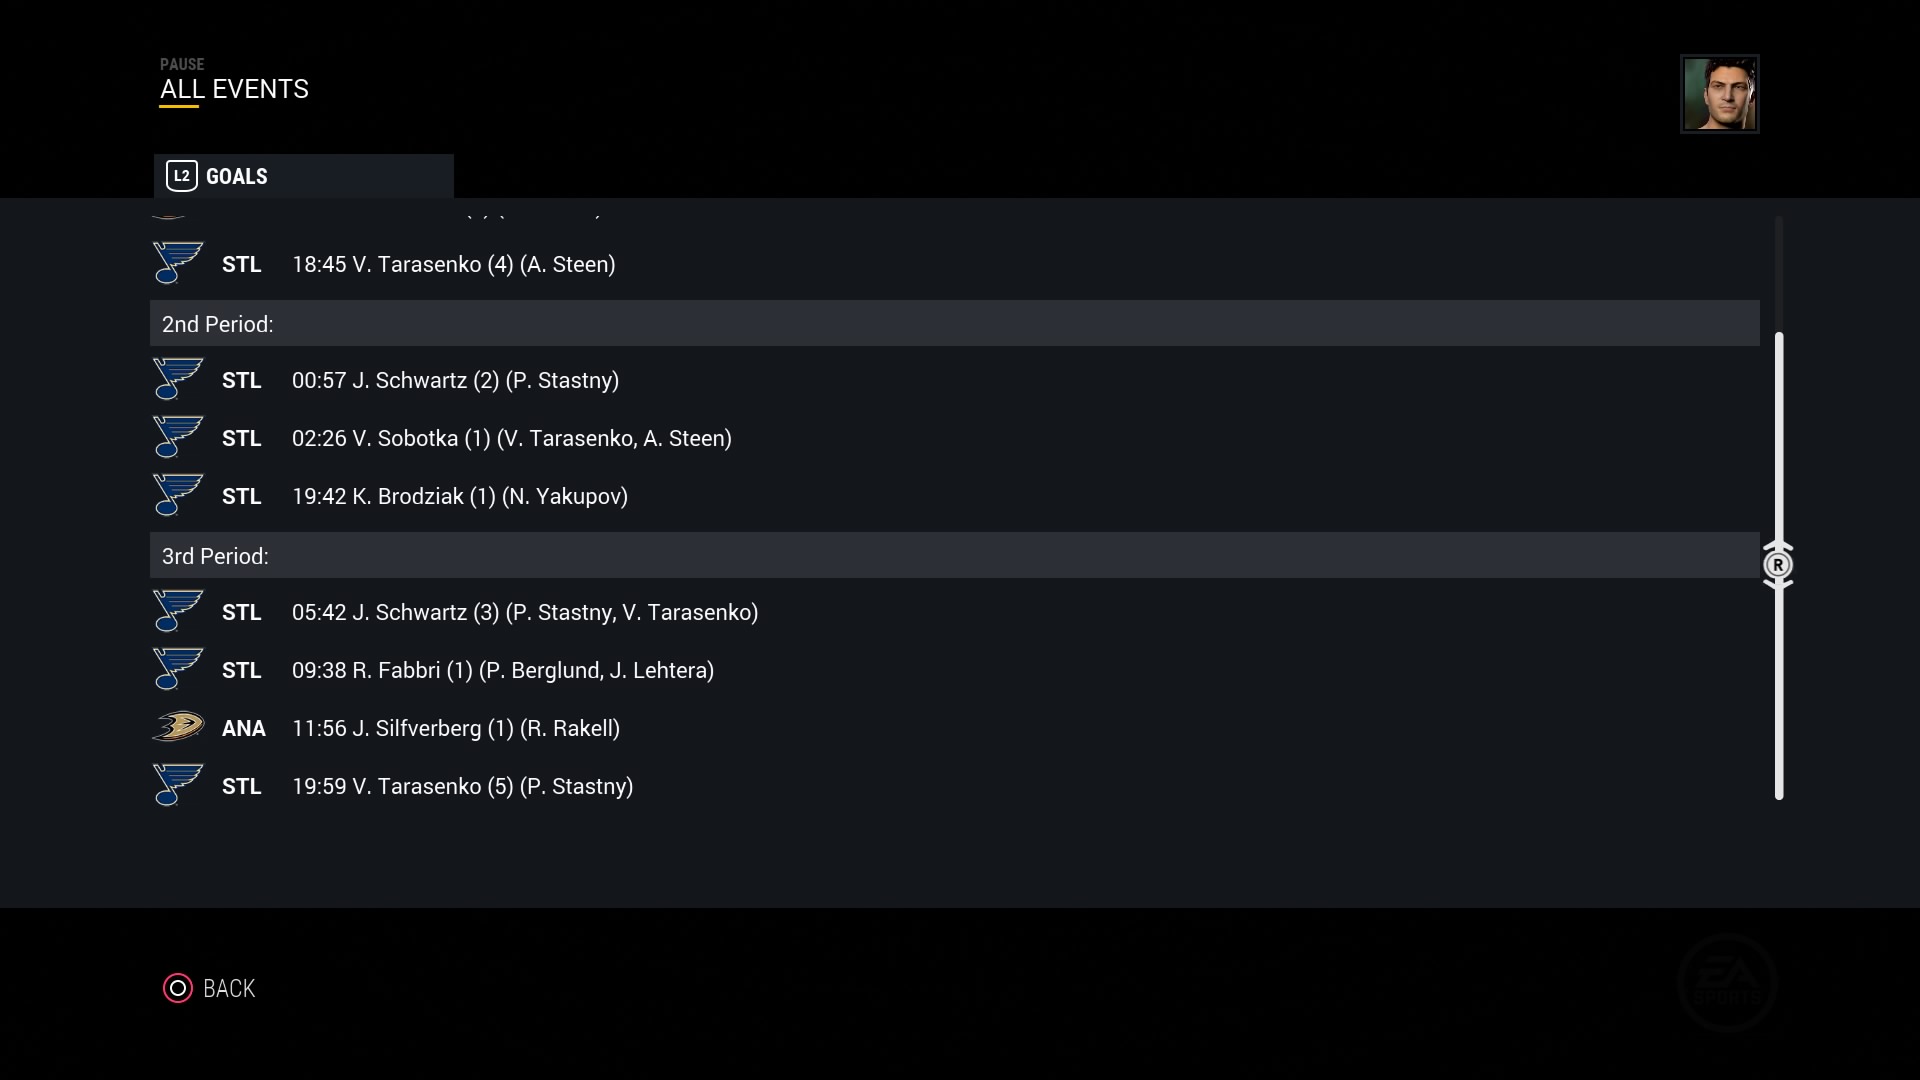 PAUSE
ALL EVENTS
L2 GOALS
STL 18:45 V. Tarasenko (4) (A. Steen)
2nd Period:
STL 00:57 J. Schwartz (2) (P. Stastny)
STL 02:26 V. Sobotka (1) (V. Tarasenko, A. Steen)
STL 19:42 K. Brodziak (1) (N. Yakupov)
3rd Period:
R
STL 05:42 J. Schwartz (3) (P. Stastny, V. Tarasenko)
STL 09:38 R. Fabbri (1) (P. Berglund, J. Lehtera)
ANA 11:56 J. Silfverberg (1) (R. Rakell)
STL 19:59 V. Tarasenko (5) (P. Stastny)
BACK
EA
SPORTS